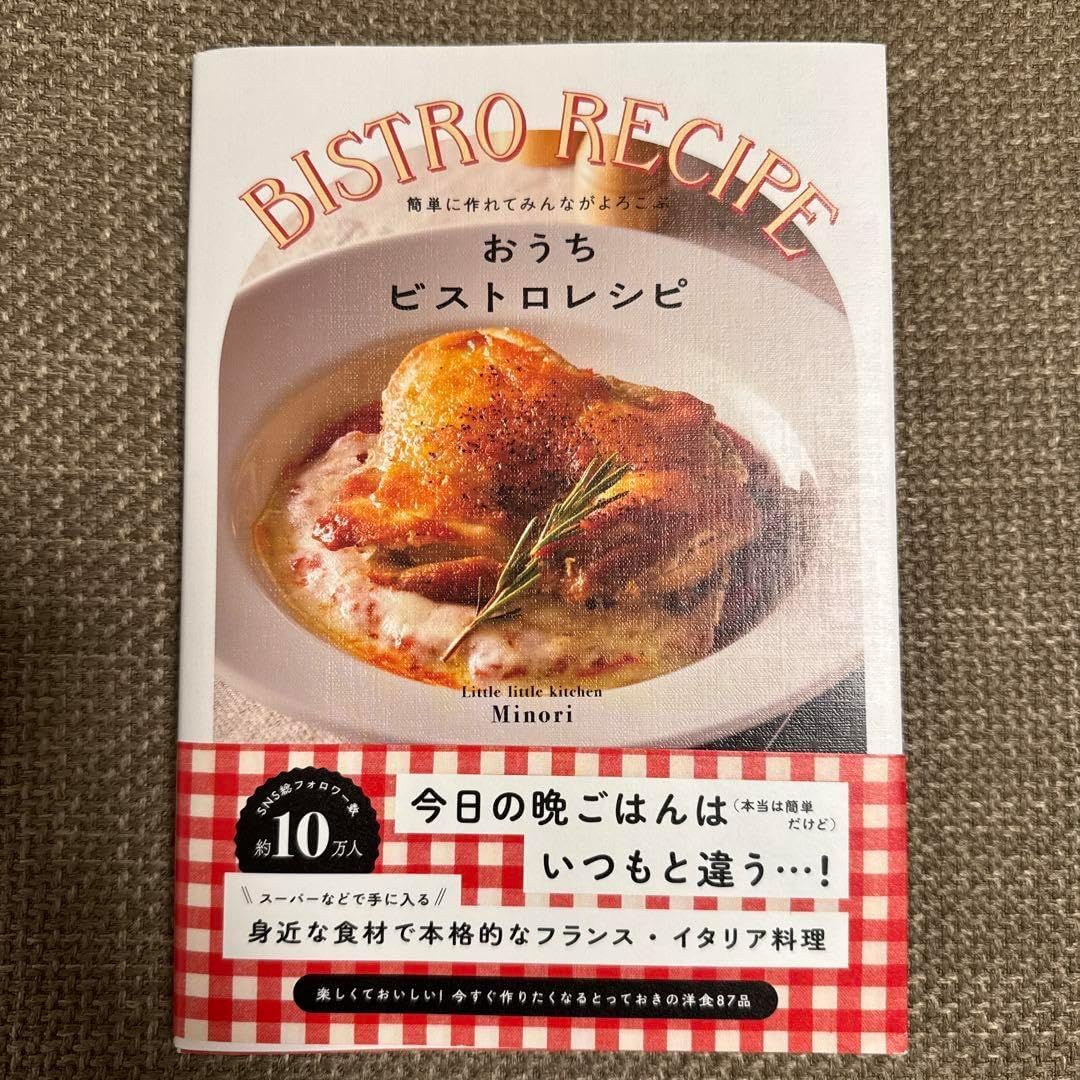 BISTRO RECIPE
簡単に作れてみんながよろこぶ
おうち
ビストロレシピ
Little little kitchen
Minori
SNS総フォロワー数
約10万人
今日の晩ごはんは(本当は簡単
だけど)
いつもと違う…!
\\ スーパーなどで手に入る //
身近な食材で本格的なフランス・イタリア料理
楽しくておいしい! 今すぐ作りたくなるとっておきの洋食87品